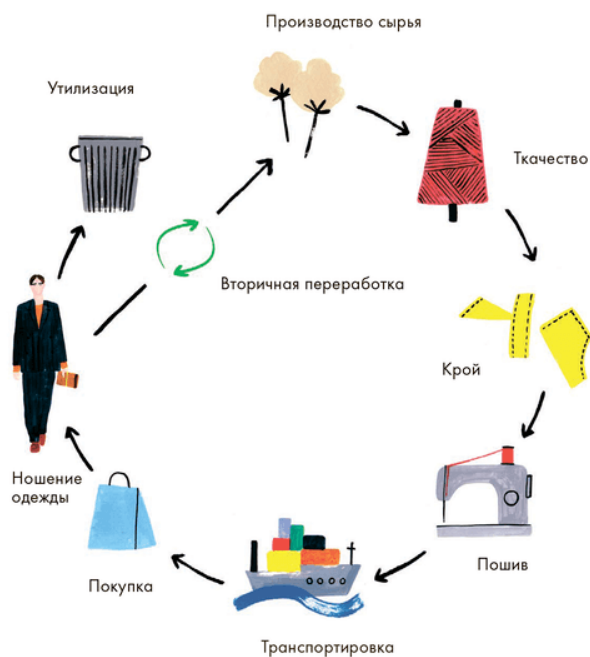 Производство сырья
Утилизация
Ткачество
Вторичная переработка
Крой
Ношение
одежды
Пошив
Покупка
Транспортировка